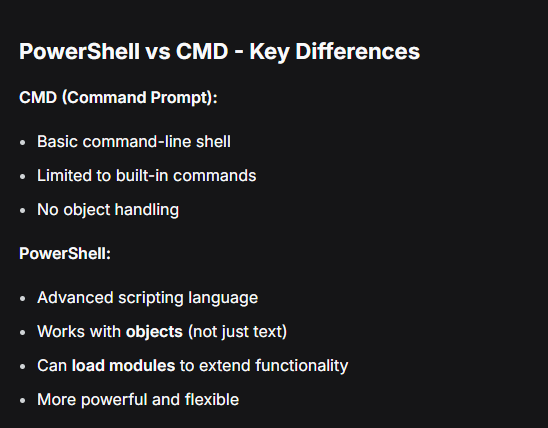 PowerShell vs CMD - Key Differences
CMD (Command Prompt):
• Basic command-line shell
• Limited to built-in commands
• No object handling
PowerShell:
• Advanced scripting language
• Works with objects (not just text)
• Can load modules to extend functionality
• More powerful and flexible